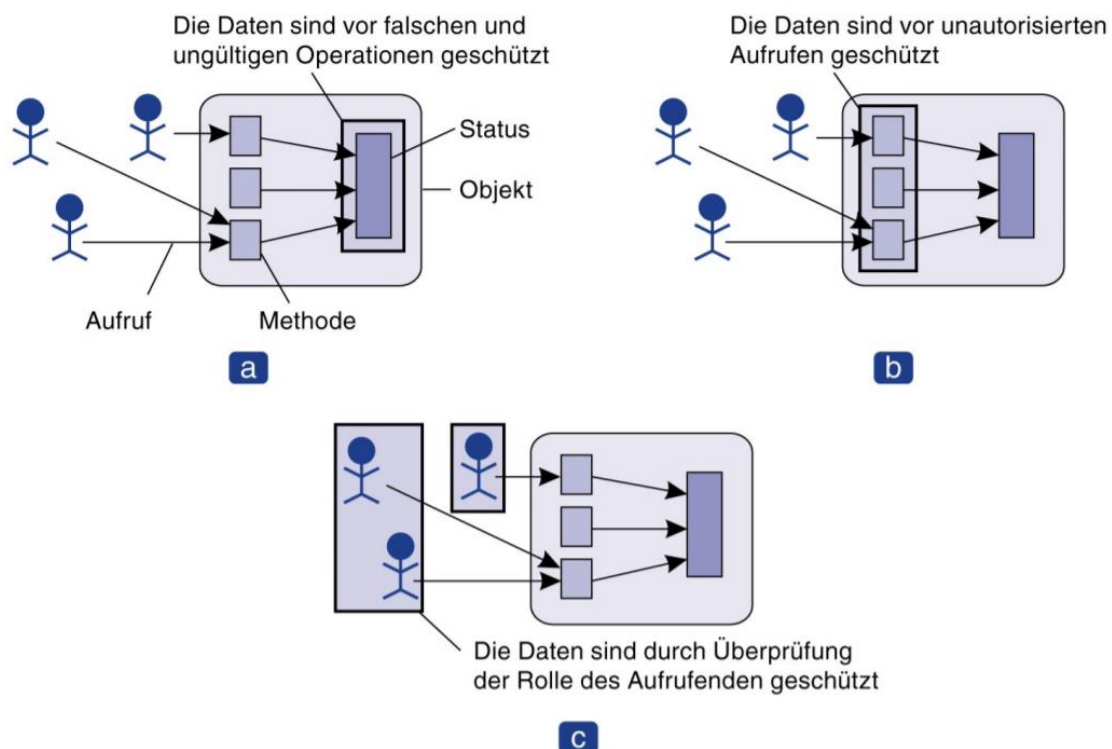 Die Daten sind vor falschen und
ungültigen Operationen geschützt
Status
Objekt
Aufruf
Methode
a
Die Daten sind vor unautorisierten
Aufrufen geschützt
b
Die Daten sind durch Überprüfung
der Rolle des Aufrufenden geschützt
c